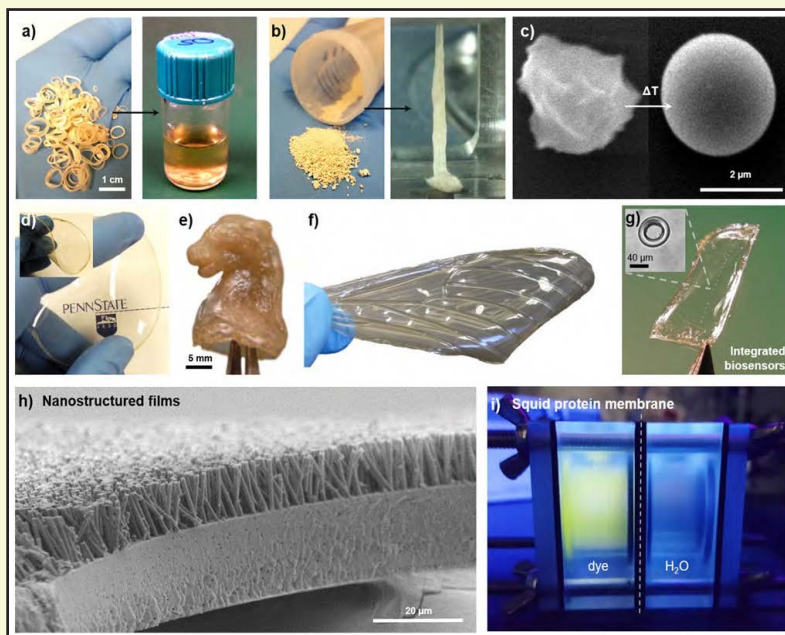 a)
1 cm
b)
c)
ΔT
2 µm
d)
PENNSTATE
e)
5 mm
f)
g)
40 µm
Integrated
biosensors
h) Nanostructured films
20 µm
i) Squid protein membrane
dye
H₂O